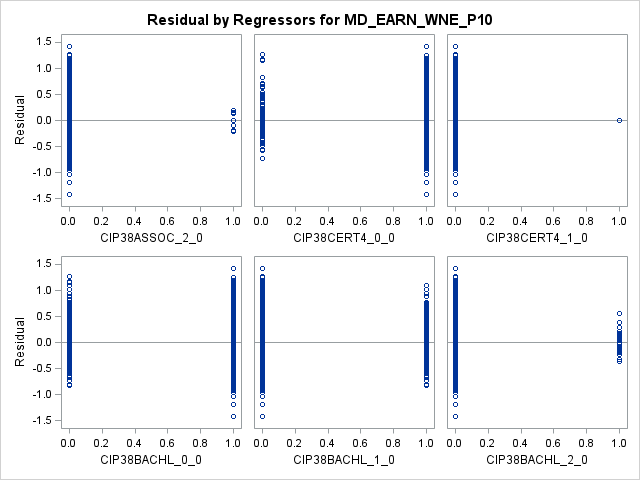 Residual by Regressors for MD_EARN_WNE_P10
Residual
1.5
1.0
0.5
0.0
-0.5
-1.0
-1.5
0.0 0.2 0.4 0.6 0.8 1.0
CIP38ASSOC_2_0
0.0 0.2 0.4 0.6 0.8 1.0
CIP38CERT4_0_0
0.0 0.2 0.4 0.6 0.8 1.0
CIP38CERT4_1_0
Residual
1.5
1.0
0.5
0.0
-0.5
-1.0
-1.5
0.0 0.2 0.4 0.6 0.8 1.0
CIP38BACHL_0_0
0.0 0.2 0.4 0.6 0.8 1.0
CIP38BACHL_1_0
0.0 0.2 0.4 0.6 0.8 1.0
CIP38BACHL_2_0